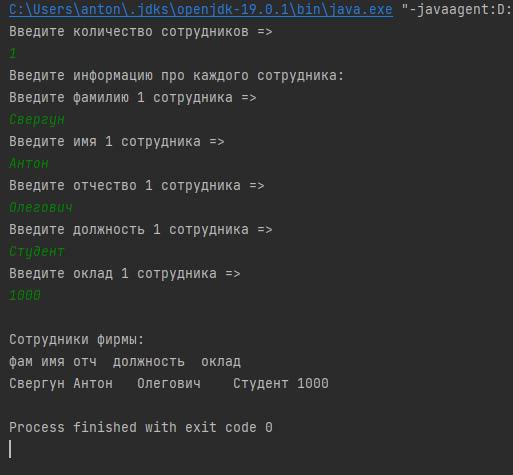 C:\Users\anton\.jdks\openjdk-19.0.1\bin\java.exe "-javaagent:D:
Введите количество сотрудников =>
1
Введите информацию про каждого сотрудника:
Введите фамилию 1 сотрудника =>
Свергун
Введите имя 1 сотрудника =>
Антон
Введите отчество 1 сотрудника =>
Олегович
Введите должность 1 сотрудника =>
Студент
Введите оклад 1 сотрудника =>
1000
Сотрудники фирмы:
фам имя отч  должность  оклад
Свергун Антон   Олегович    Студент 1000
Process finished with exit code 0